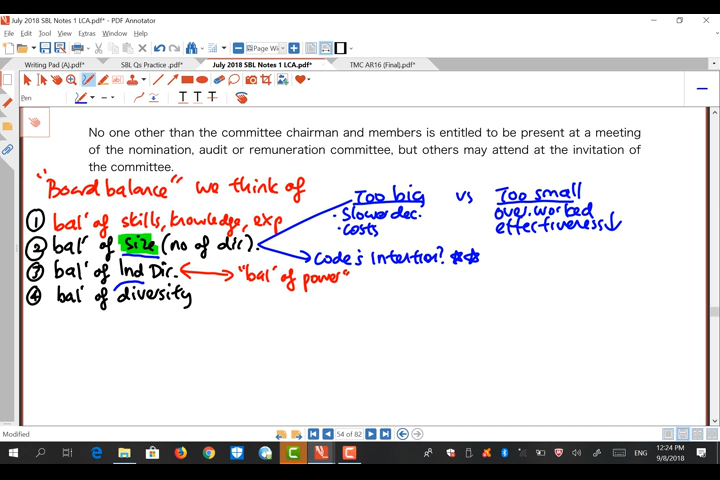 July 2018 SBL Notes 1 LCA.pdf* - PDF Annotator
File Edit Tool Extras Window Help
Page Wi
Writing Pad (A).pdf* SBL Qs Practice .pdf* July 2018 SBL Notes 1 LCA.pdf* TMC AR16 (Final).pdf*
Pen
No one other than the committee chairman and members is entitled to be present at a meeting
of the nomination, audit or remuneration committee, but others may attend at the invitation of
the committee.
"Board balance" we think of
Too big vs Too small
① bal' of skills, knowledge, exp
· Slower dec. over.worked
· costs effectiveness↓
② bal' of size (no of dir).
Code's Intention? ☆☆
③ bal' of Ind Dir. ↔ "bal' of power"
④ bal' of diversity
54 of 82
Modified
ENG 12:24 PM
9/8/2018